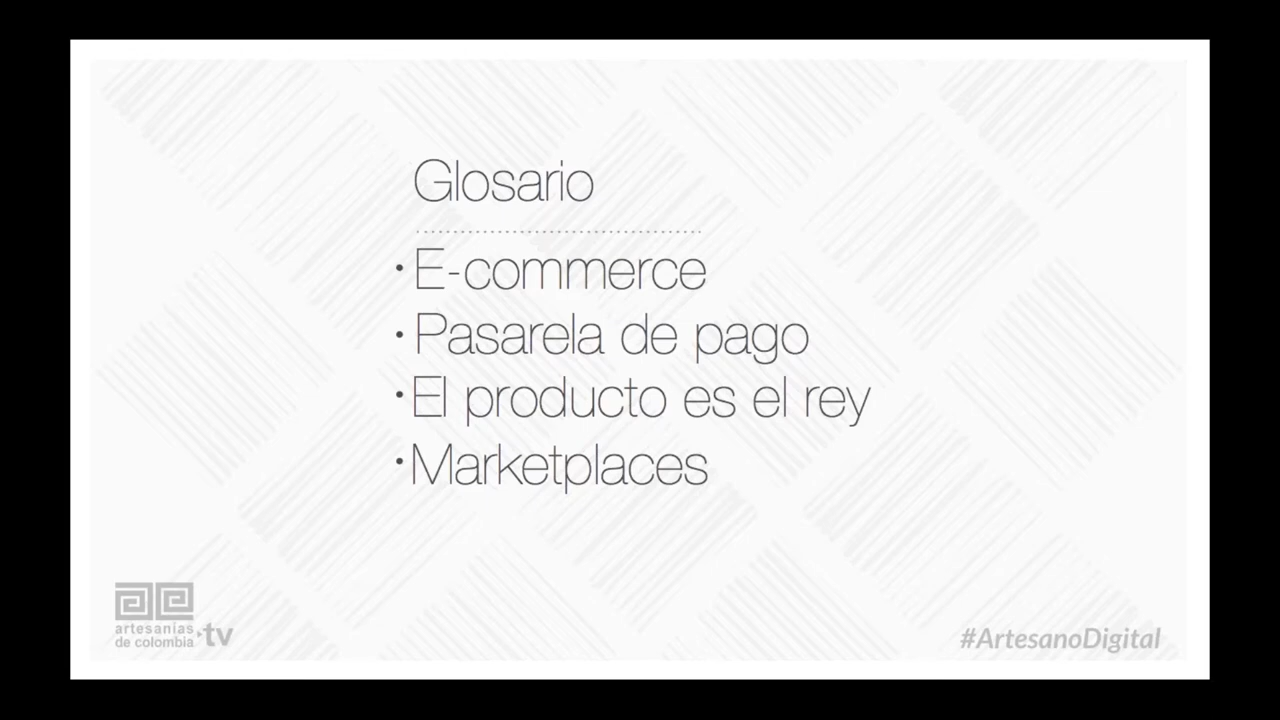 Glosario
• E-commerce
• Pasarela de pago
• El producto es el rey
• Marketplaces
artesanías
de colombia tv
#ArtesanoDigital